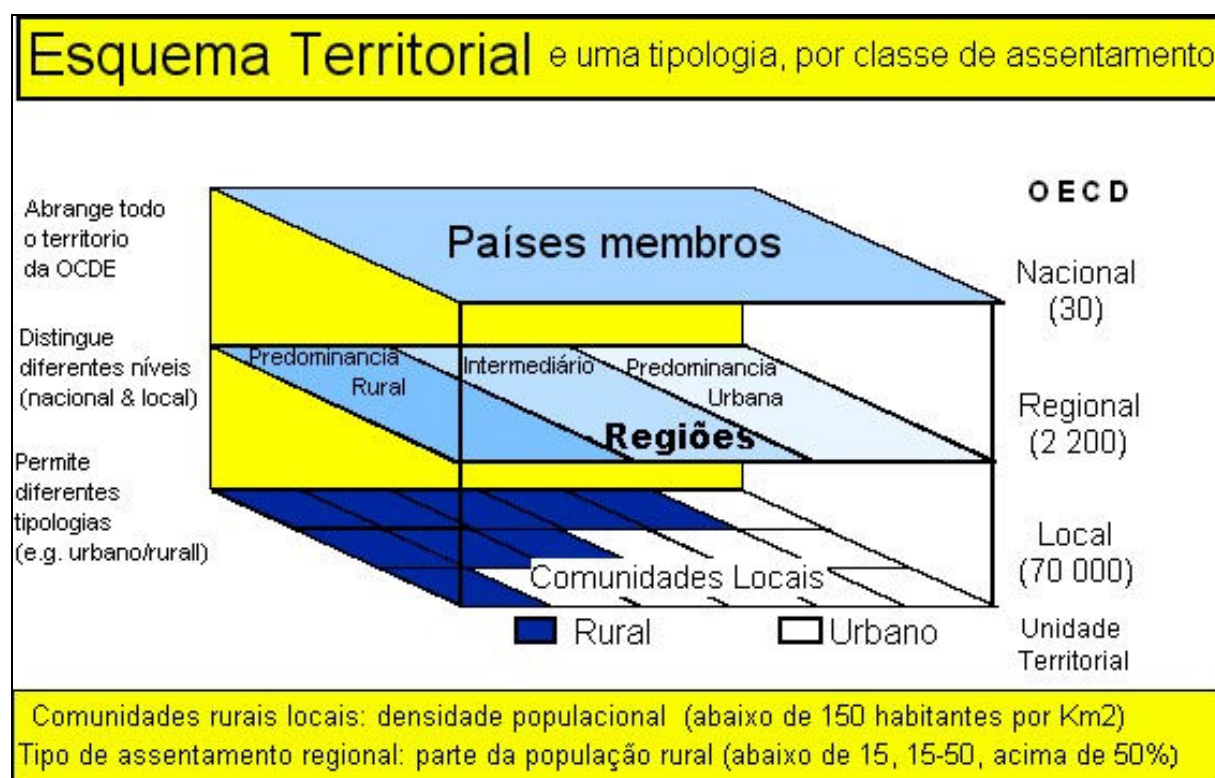 Esquema Territorial e uma tipologia, por classe de assentamento
Abrange todo
o territorio
da OCDE
Distingue
diferentes níveis
(nacional & local)
Permite
diferentes
tipologias
(e.g. urbano/rurall)
Países membros
Predominancia
Rural
Intermediário
Predominancia
Urbana
Regiões
Comunidades Locais
Rural
Urbano
OECD
Nacional
(30)
Regional
(2 200)
Local
(70 000)
Unidade
Territorial
Comunidades rurais locais: densidade populacional (abaixo de 150 habitantes por Km2)
Tipo de assentamento regional: parte da população rural (abaixo de 15, 15-50, acima de 50%)